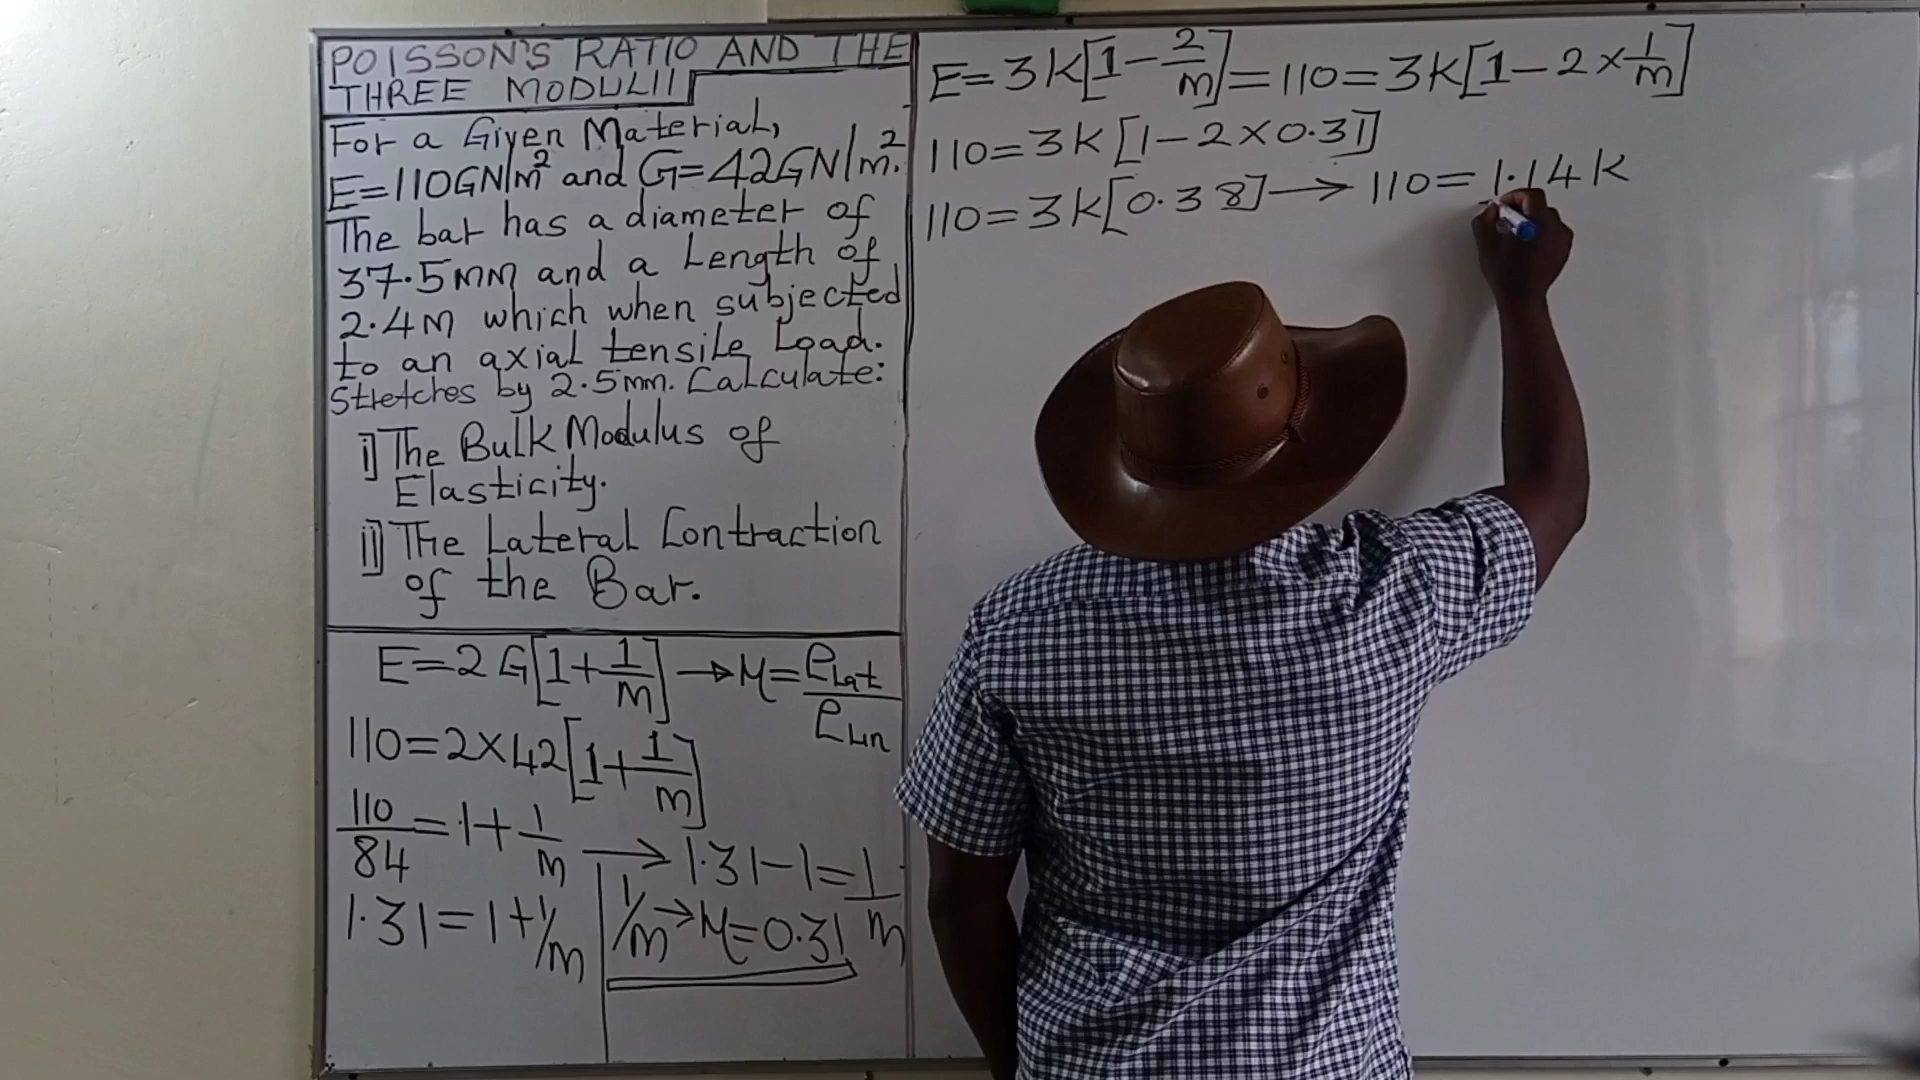 POISSON'S RATIO AND THE
THREE MODULII
For a Given Material,
E=110GN/m² and G=42GN/m².
The bar has a diameter of
37.5mm and a Length of
2.4m which when subjected
to an axial tensile Load.
Stretches by 2.5mm. Calculate:
i] The Bulk Modulus of
Elasticity.
ii] The Lateral Contraction
of the Bar.
E=2G[1+1/m]→μ=eLat/eLin
110=2×42[1+1/m]
110/84=1+1/m → 1.31-1=1/m
1.31=1+1/m
1/m→μ=0.31
E=3K[1-2/m]=110=3K[1-2×1/m]
110=3K[1-2×0.31]
110=3K[0.38]→110=1.14K